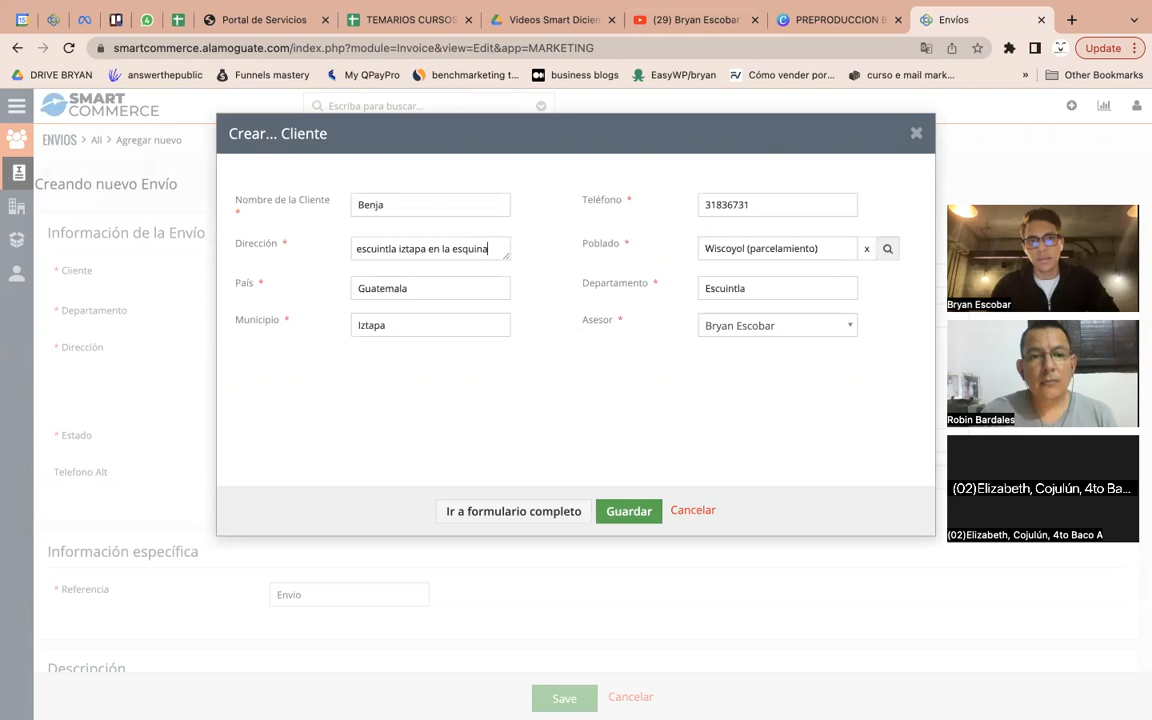 Portal de Servicios
TEMARIOS CURSOS
Videos Smart Dicien
(29) Bryan Escobar
PREPRODUCCION B
Envíos
smartcommerce.alamoguate.com/index.php?module=Invoice&view=Edit&app=MARKETING
Update
DRIVE BRYAN
answerthepublic
Funnels mastery
My QPayPro
benchmarketing t...
business blogs
EasyWP/bryan
Cómo vender por...
curso e mail mark...
»
Other Bookmarks
SMART
COMMERCE
Escriba para buscar...
ENVIOS > All > Agregar nuevo
Creando nuevo Envío
Información de la Envío
* Cliente
* Departamento
* Dirección
* Estado
Telefono Alt
Crear... Cliente
Nombre de la Cliente *
Benja
Teléfono *
31836731
Dirección *
escuintla iztapa en la esquina
Poblado *
Wiscoyol (parcelamiento)
x
País *
Guatemala
Departamento *
Escuintla
Municipio *
Iztapa
Asesor *
Bryan Escobar
Ir a formulario completo
Guardar
Cancelar
Bryan Escobar
Robin Bardales
(02)Elizabeth, Cojulún, 4to Ba...
(02)Elizabeth, Cojulún, 4to Baco A
Información específica
* Referencia
Envio
Descripción
Save
Cancelar